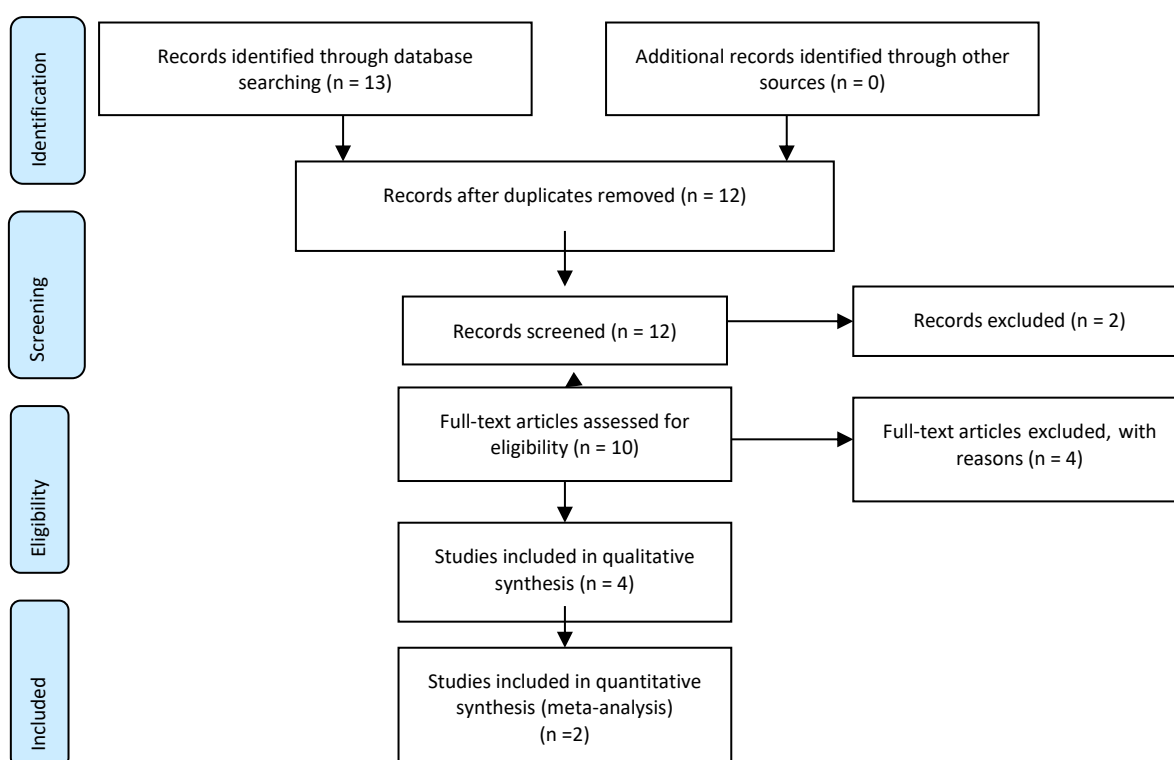 Identification
Records identified through database
searching (n = 13)
Additional records identified through other
sources (n = 0)
Records after duplicates removed (n = 12)
Screening
Records screened (n = 12)
Records excluded (n = 2)
Eligibility
Full-text articles assessed for
eligibility (n = 10)
Full-text articles excluded, with
reasons (n = 4)
Studies included in qualitative
synthesis (n = 4)
Included
Studies included in quantitative
synthesis (meta-analysis)
(n =2)